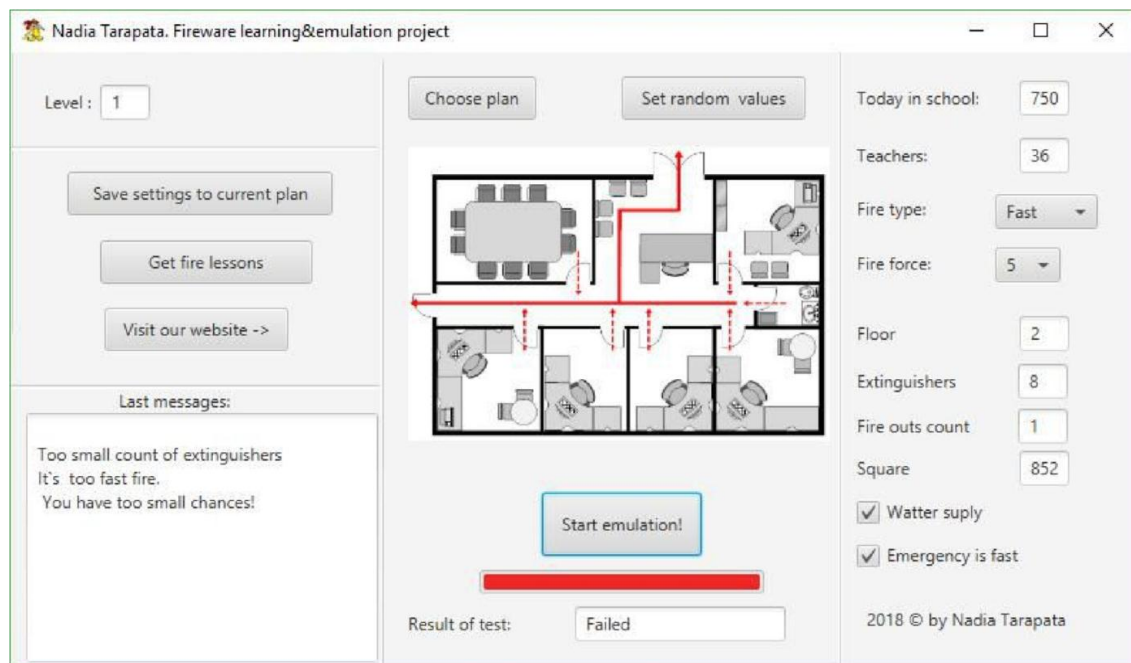 Nadia Tarapata. Fireware learning&emulation project
Level : 1
Save settings to current plan
Get fire lessons
Visit our website ->
Last messages:
Too small count of extinguishers
It`s too fast fire.
You have too small chances!
Choose plan
Set random values
Start emulation!
Result of test: Failed
Today in school: 750
Teachers: 36
Fire type: Fast
Fire force: 5
Floor 2
Extinguishers 8
Fire outs count 1
Square 852
Watter suply
Emergency is fast
2018 © by Nadia Tarapata